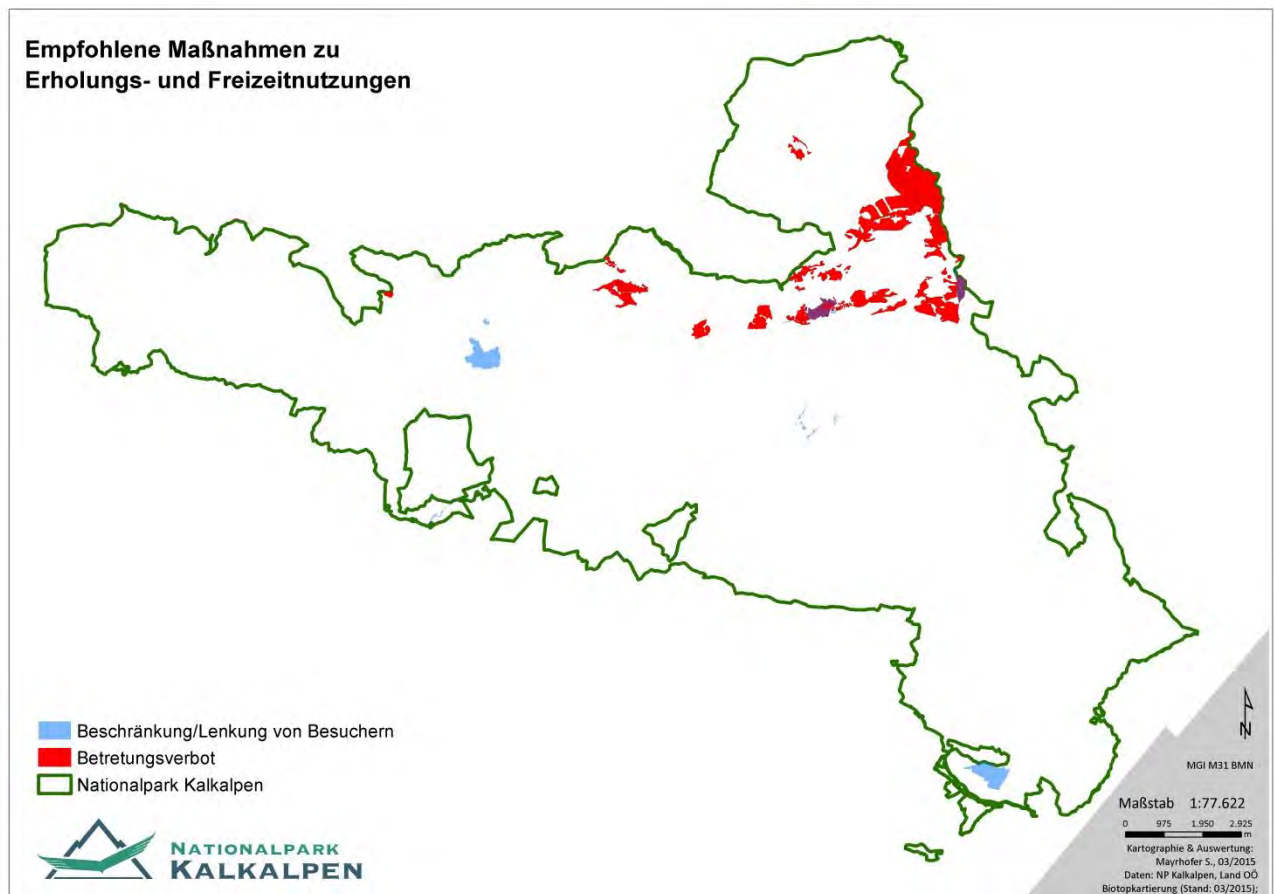 Empfohlene Maßnahmen zu
Erholungs- und Freizeitnutzungen
Beschränkung/Lenkung von Besuchern
Betretungsverbot
Nationalpark Kalkalpen
NATIONALPARK
KALKALPEN
N
MGI M31 BMN
Maßstab 1:77.622
0 975 1.950 2.925
m
Kartographie & Auswertung:
Mayrhofer S., 03/2015
Daten: NP Kalkalpen, Land OÖ
Biotopkartierung (Stand: 03/2015);